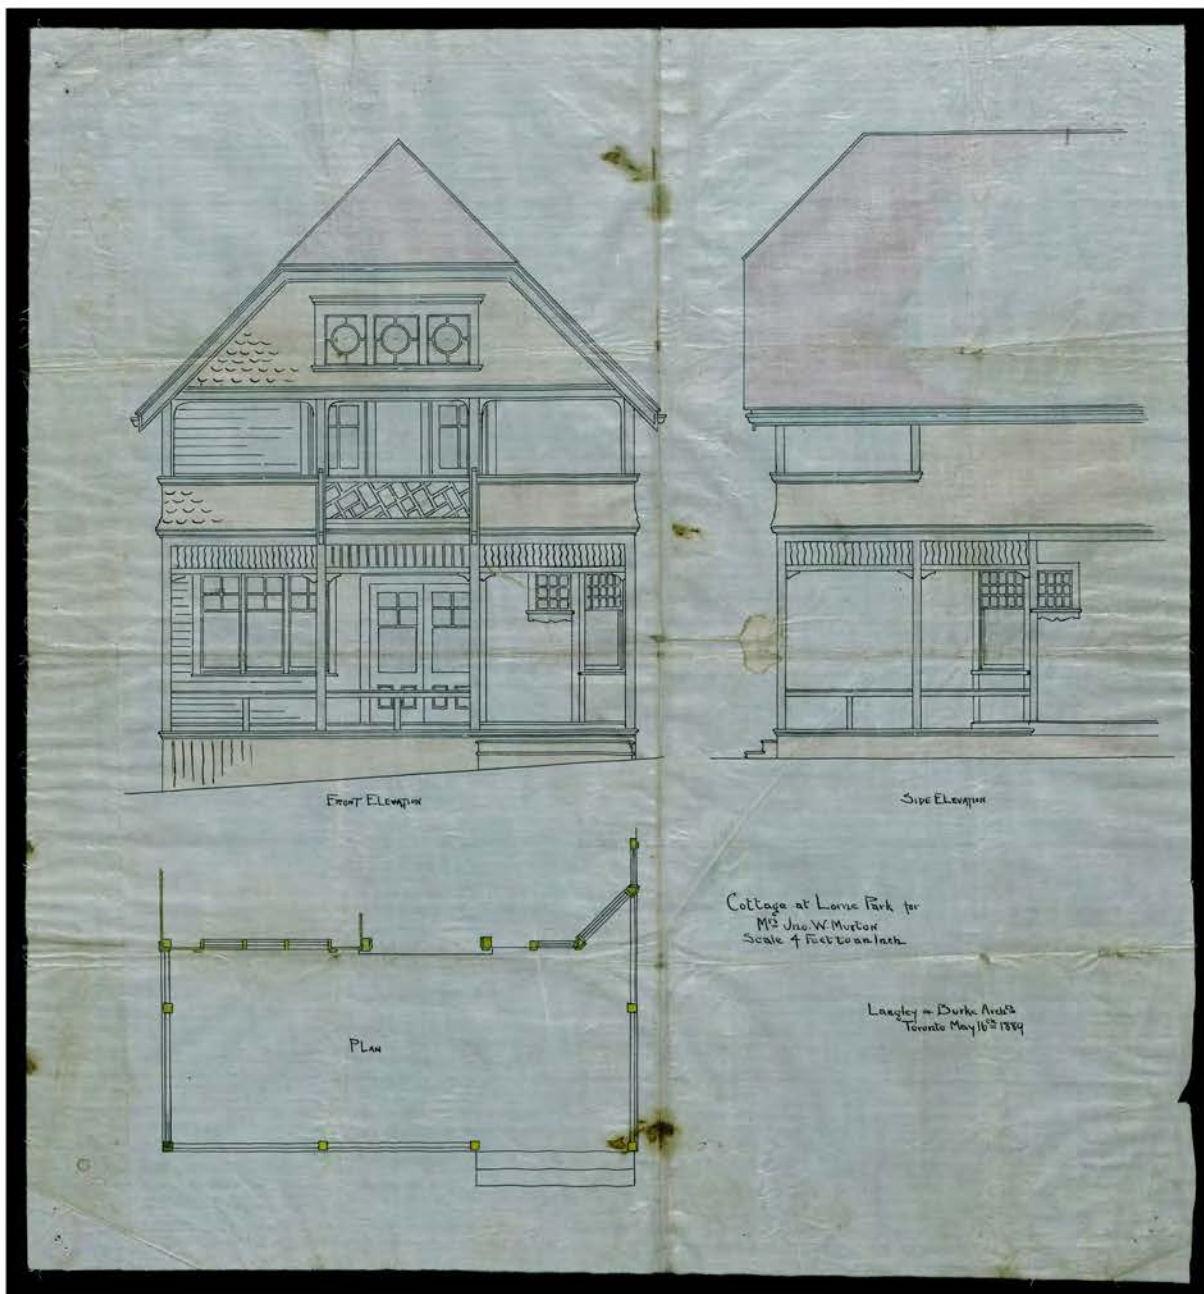 FRONT ELEVATION
SIDE ELEVATION
Cottage at Lorne Park for
Mrs Jno. W. Murton
Scale 4 Feet to an Inch
Langley & Burke Archts
Toronto May 16th 1889
PLAN